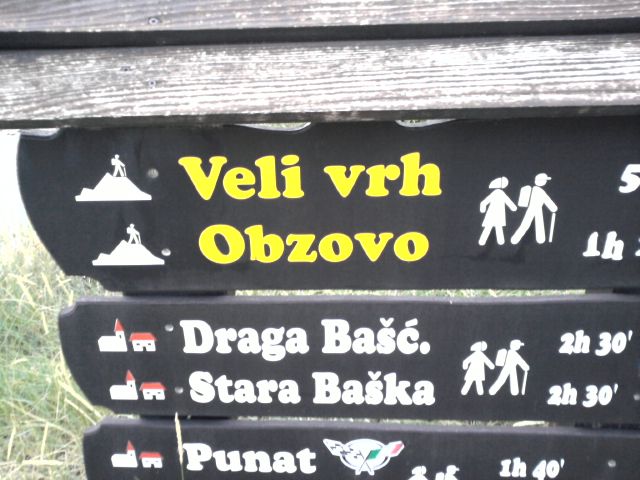 Veli vrh
Obzovo 1h
Draga Bašć. 2h 30'
Stara Baška 2h 30'
Punat 1h 40'